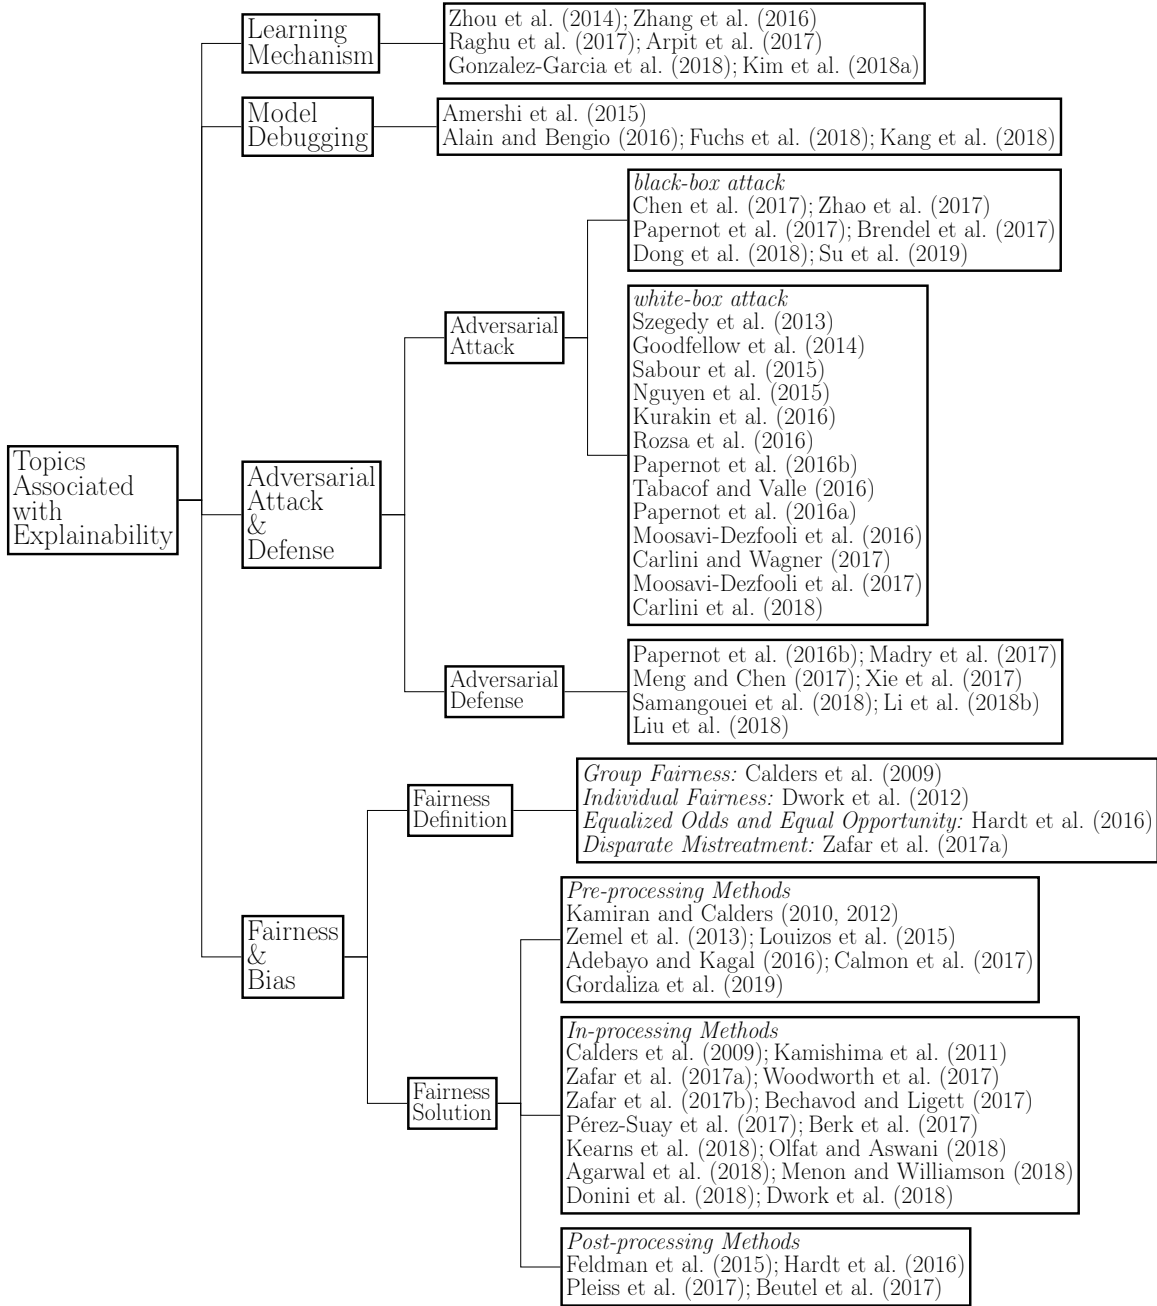 Learning
Mechanism
Zhou et al. (2014); Zhang et al. (2016)
Raghu et al. (2017); Arpit et al. (2017)
Gonzalez-Garcia et al. (2018); Kim et al. (2018a)
Model
Debugging
Amershi et al. (2015)
Alain and Bengio (2016); Fuchs et al. (2018); Kang et al. (2018)
Topics
Associated
with
Explainability
Adversarial
Attack
&
Defense
Adversarial
Attack
black-box attack
Chen et al. (2017); Zhao et al. (2017)
Papernot et al. (2017); Brendel et al. (2017)
Dong et al. (2018); Su et al. (2019)
white-box attack
Szegedy et al. (2013)
Goodfellow et al. (2014)
Sabour et al. (2015)
Nguyen et al. (2015)
Kurakin et al. (2016)
Rozsa et al. (2016)
Papernot et al. (2016b)
Tabacof and Valle (2016)
Papernot et al. (2016a)
Moosavi-Dezfooli et al. (2016)
Carlini and Wagner (2017)
Moosavi-Dezfooli et al. (2017)
Carlini et al. (2018)
Adversarial
Defense
Papernot et al. (2016b); Madry et al. (2017)
Meng and Chen (2017); Xie et al. (2017)
Samangouei et al. (2018); Li et al. (2018b)
Liu et al. (2018)
Fairness
&
Bias
Fairness
Definition
Group Fairness: Calders et al. (2009)
Individual Fairness: Dwork et al. (2012)
Equalized Odds and Equal Opportunity: Hardt et al. (2016)
Disparate Mistreatment: Zafar et al. (2017a)
Fairness
Solution
Pre-processing Methods
Kamiran and Calders (2010, 2012)
Zemel et al. (2013); Louizos et al. (2015)
Adebayo and Kagal (2016); Calmon et al. (2017)
Gordaliza et al. (2019)
In-processing Methods
Calders et al. (2009); Kamishima et al. (2011)
Zafar et al. (2017a); Woodworth et al. (2017)
Zafar et al. (2017b); Bechavod and Ligett (2017)
Pérez-Suay et al. (2017); Berk et al. (2017)
Kearns et al. (2018); Olfat and Aswani (2018)
Agarwal et al. (2018); Menon and Williamson (2018)
Donini et al. (2018); Dwork et al. (2018)
Post-processing Methods
Feldman et al. (2015); Hardt et al. (2016)
Pleiss et al. (2017); Beutel et al. (2017)